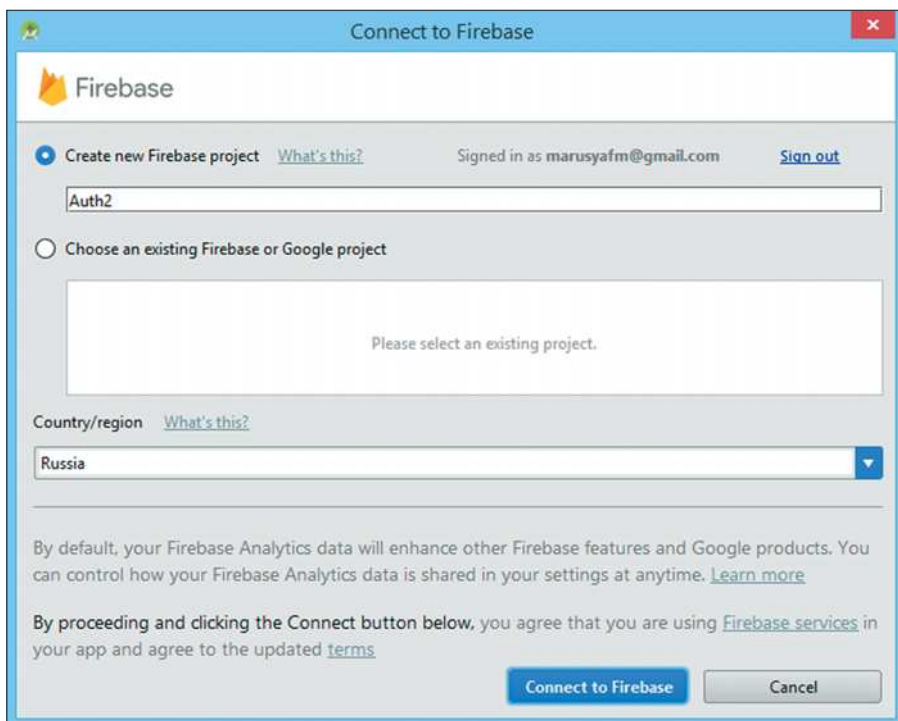 Connect to Firebase
Firebase
Create new Firebase project What's this? Signed in as marusyafm@gmail.com Sign out
Auth2
Choose an existing Firebase or Google project
Please select an existing project.
Country/region What's this?
Russia
By default, your Firebase Analytics data will enhance other Firebase features and Google products. You
can control how your Firebase Analytics data is shared in your settings at anytime. Learn more
By proceeding and clicking the Connect button below, you agree that you are using Firebase services in
your app and agree to the updated terms
Connect to Firebase Cancel